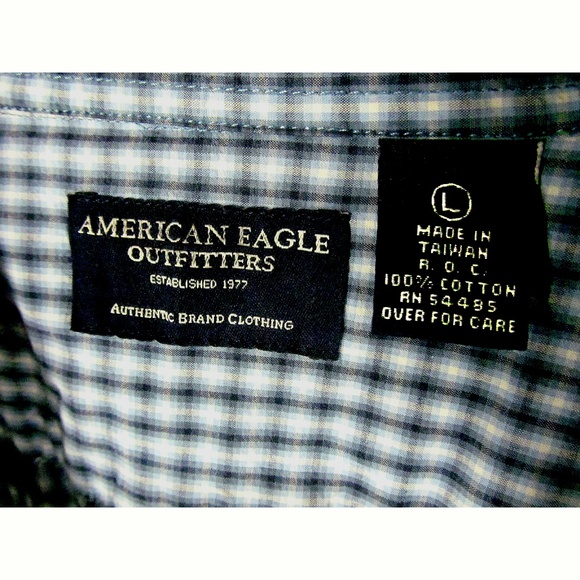 AMERICAN EAGLE
OUTFITTERS
ESTABLISHED 1977
AUTHENTIC BRAND CLOTHING
L
MADE IN
TAIWAN
R. O. C.
100% COTTON
RN 54485
OVER FOR CARE